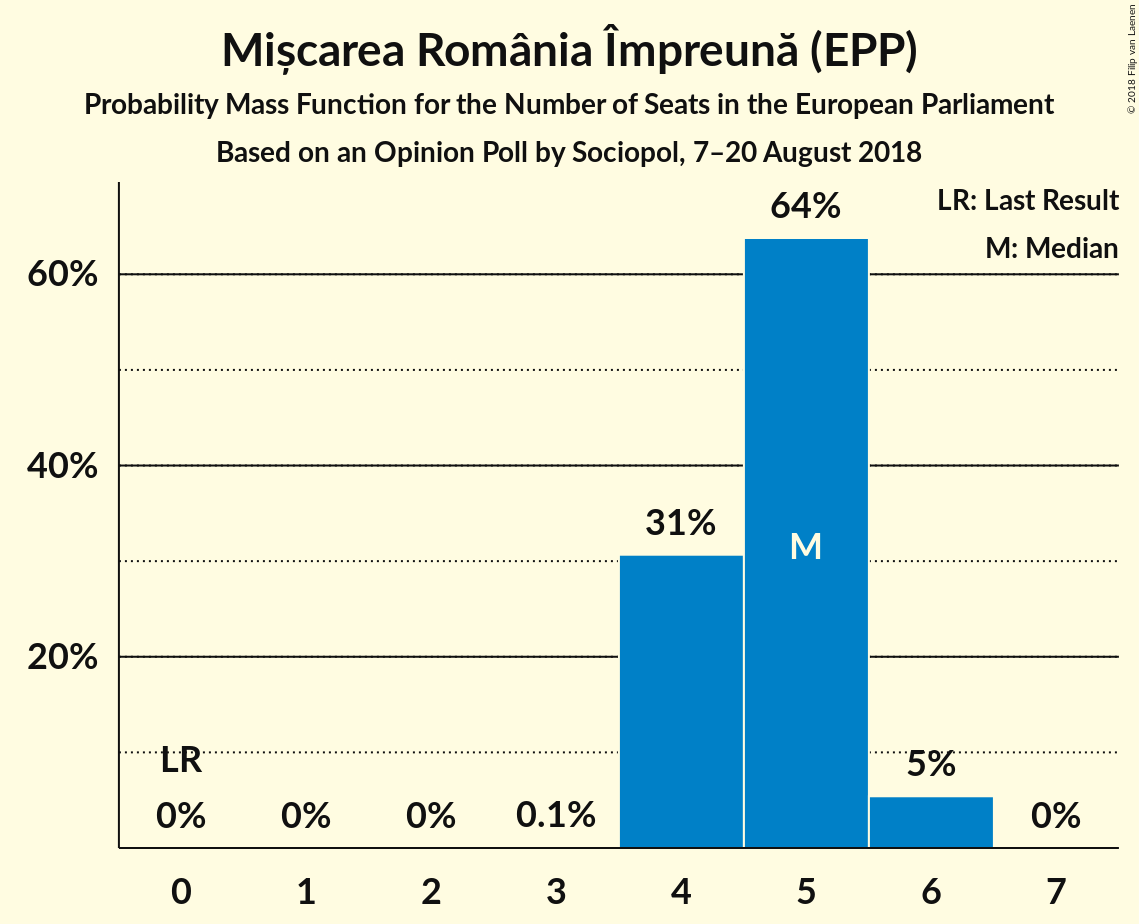 Mișcarea România Împreună (EPP)
Probability Mass Function for the Number of Seats in the European Parliament
Based on an Opinion Poll by Sociopol, 7–20 August 2018
© 2018 Filip van Laenen
LR: Last Result
M: Median
64%
60%
40%
31%
M
20%
LR
5%
0%
0%
0%
0.1%
0%
0
1
2
3
4
5
6
7